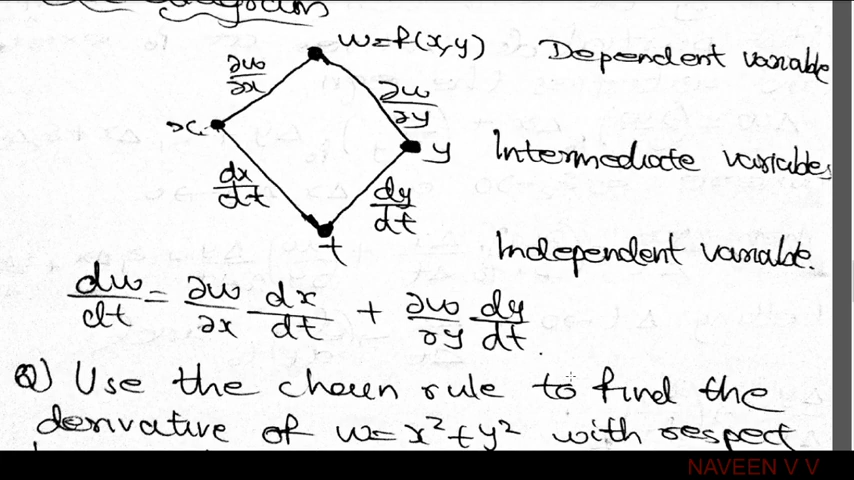 w=f(x,y) Dependent variable
∂w/∂x
∂w/∂y
x
y Intermediate variables
dx/dt
dy/dt
t
Independent variable.
dw/dt = ∂w/∂x dx/dt + ∂w/∂y dy/dt.
Q) Use the chain rule to find the
derivative of w=x²+y² with respect
NAVEEN V V